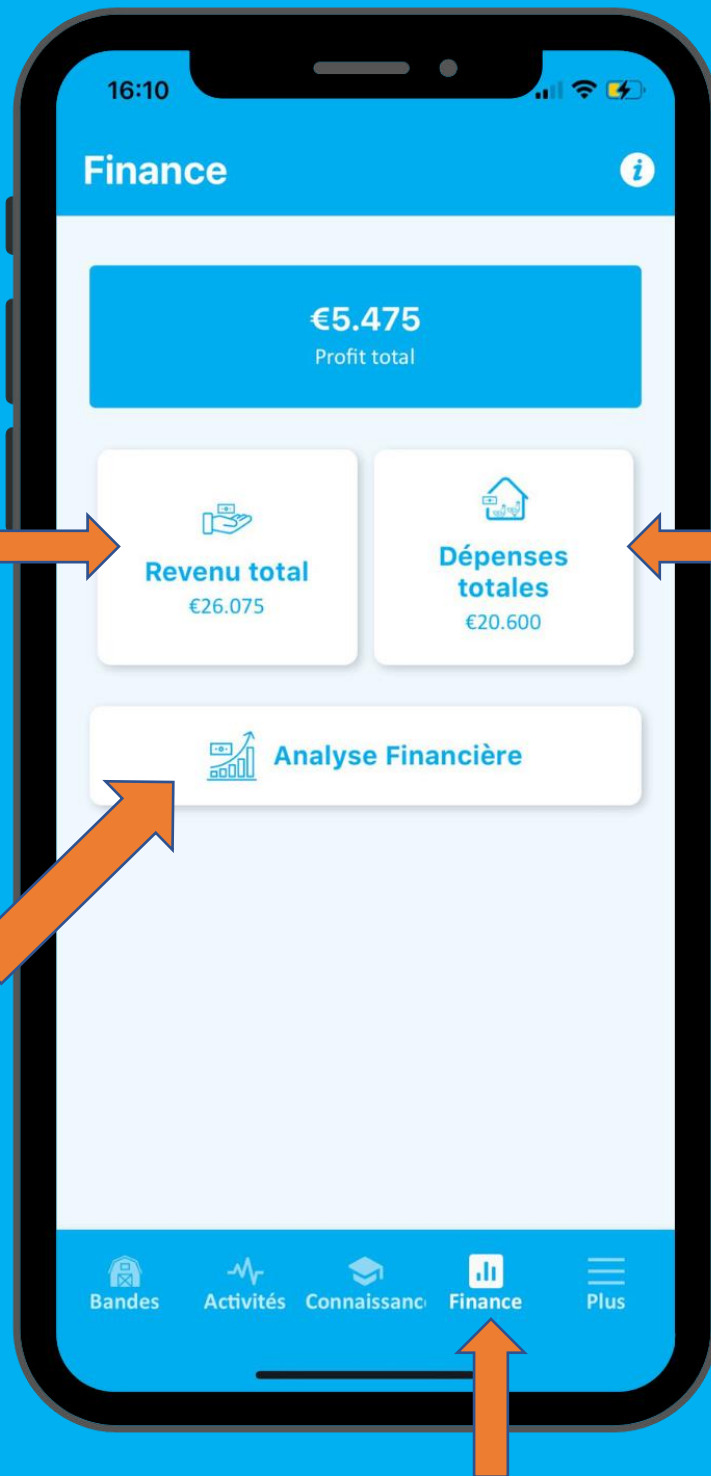 16:10
Finance
i
€5.475
Profit total
Revenu total
€26.075
Dépenses
totales
€20.600
Analyse Financière
Bandes
Activités
Connaissanc
Finance
Plus